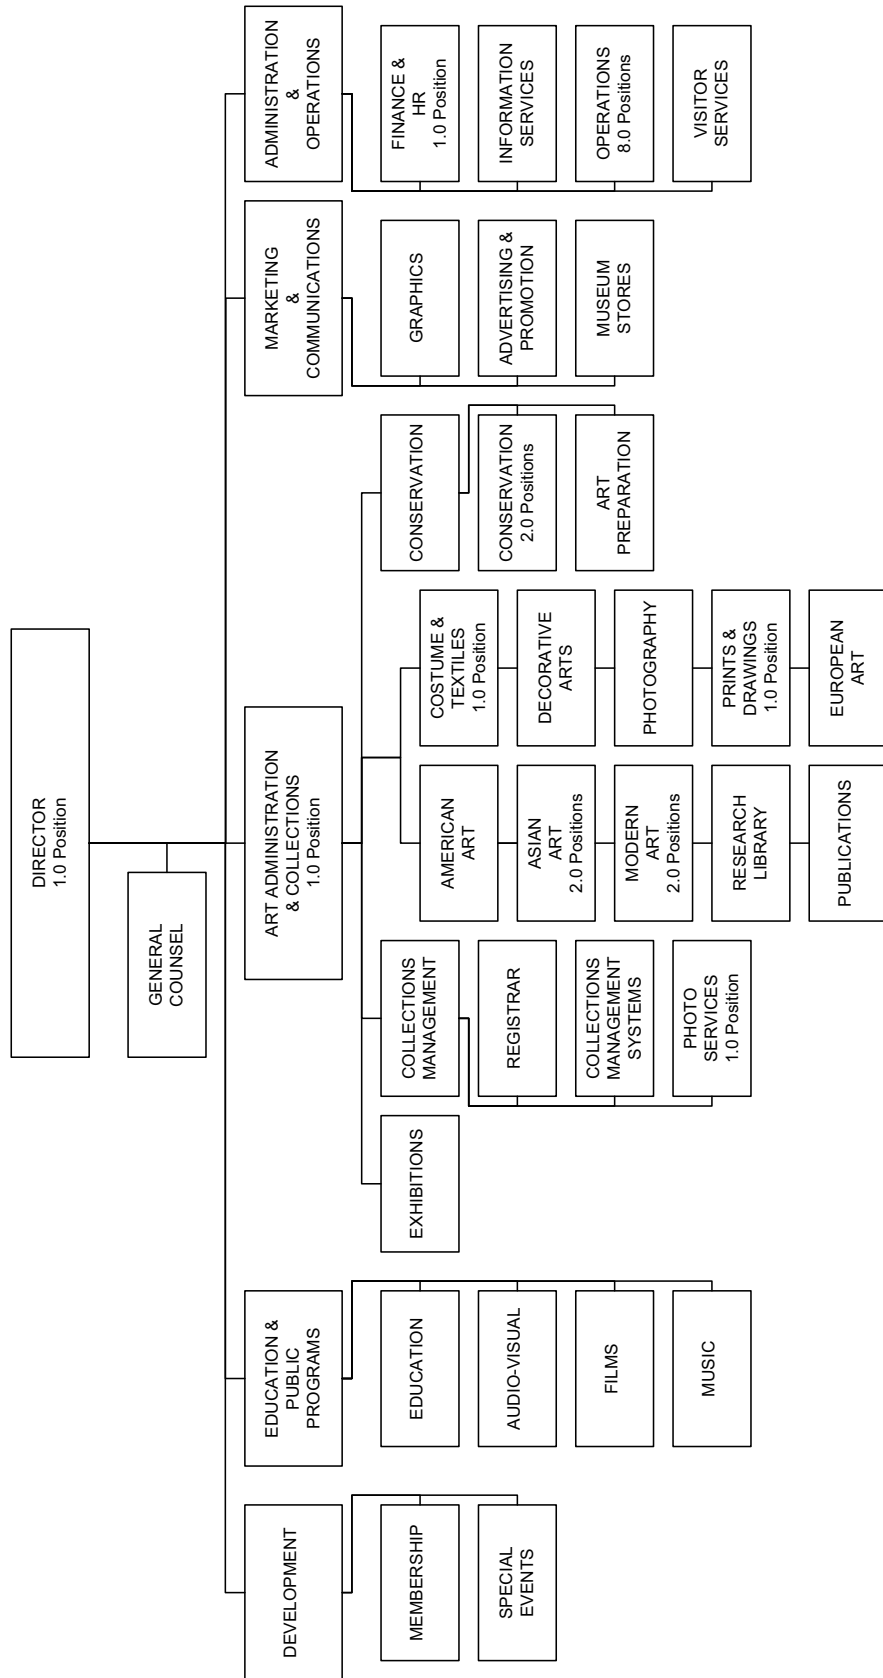 DIRECTOR
1.0 Position
GENERAL
COUNSEL
DEVELOPMENT
EDUCATION &
PUBLIC
PROGRAMS
ART ADMINISTRATION
& COLLECTIONS
1.0 Position
MARKETING
&
COMMUNICATIONS
ADMINISTRATION
&
OPERATIONS
MEMBERSHIP
SPECIAL
EVENTS
EDUCATION
AUDIO-VISUAL
FILMS
MUSIC
EXHIBITIONS
COLLECTIONS
MANAGEMENT
REGISTRAR
COLLECTIONS
MANAGEMENT
SYSTEMS
PHOTO
SERVICES
1.0 Position
AMERICAN
ART
ASIAN
ART
2.0 Positions
MODERN
ART
2.0 Positions
RESEARCH
LIBRARY
PUBLICATIONS
COSTUME &
TEXTILES
1.0 Position
DECORATIVE
ARTS
PHOTOGRAPHY
PRINTS &
DRAWINGS
1.0 Position
EUROPEAN
ART
CONSERVATION
CONSERVATION
2.0 Positions
ART
PREPARATION
GRAPHICS
ADVERTISING &
PROMOTION
MUSEUM
STORES
FINANCE &
HR
1.0 Position
INFORMATION
SERVICES
OPERATIONS
8.0 Positions
VISITOR
SERVICES